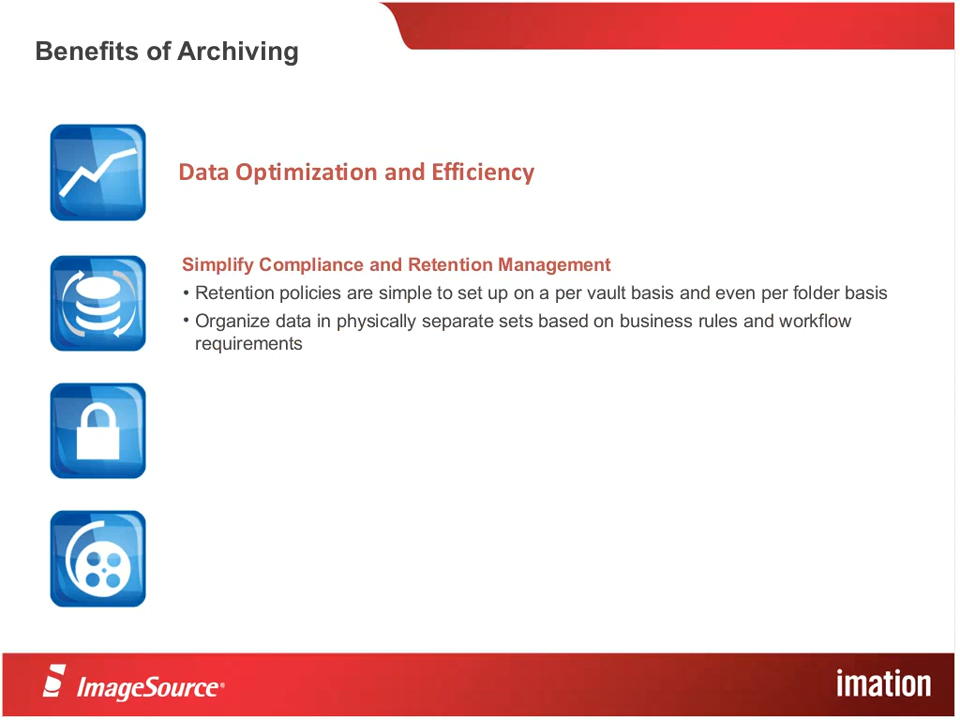 Benefits of Archiving
Data Optimization and Efficiency
Simplify Compliance and Retention Management
• Retention policies are simple to set up on a per vault basis and even per folder basis
• Organize data in physically separate sets based on business rules and workflow
requirements
ImageSource®
imation